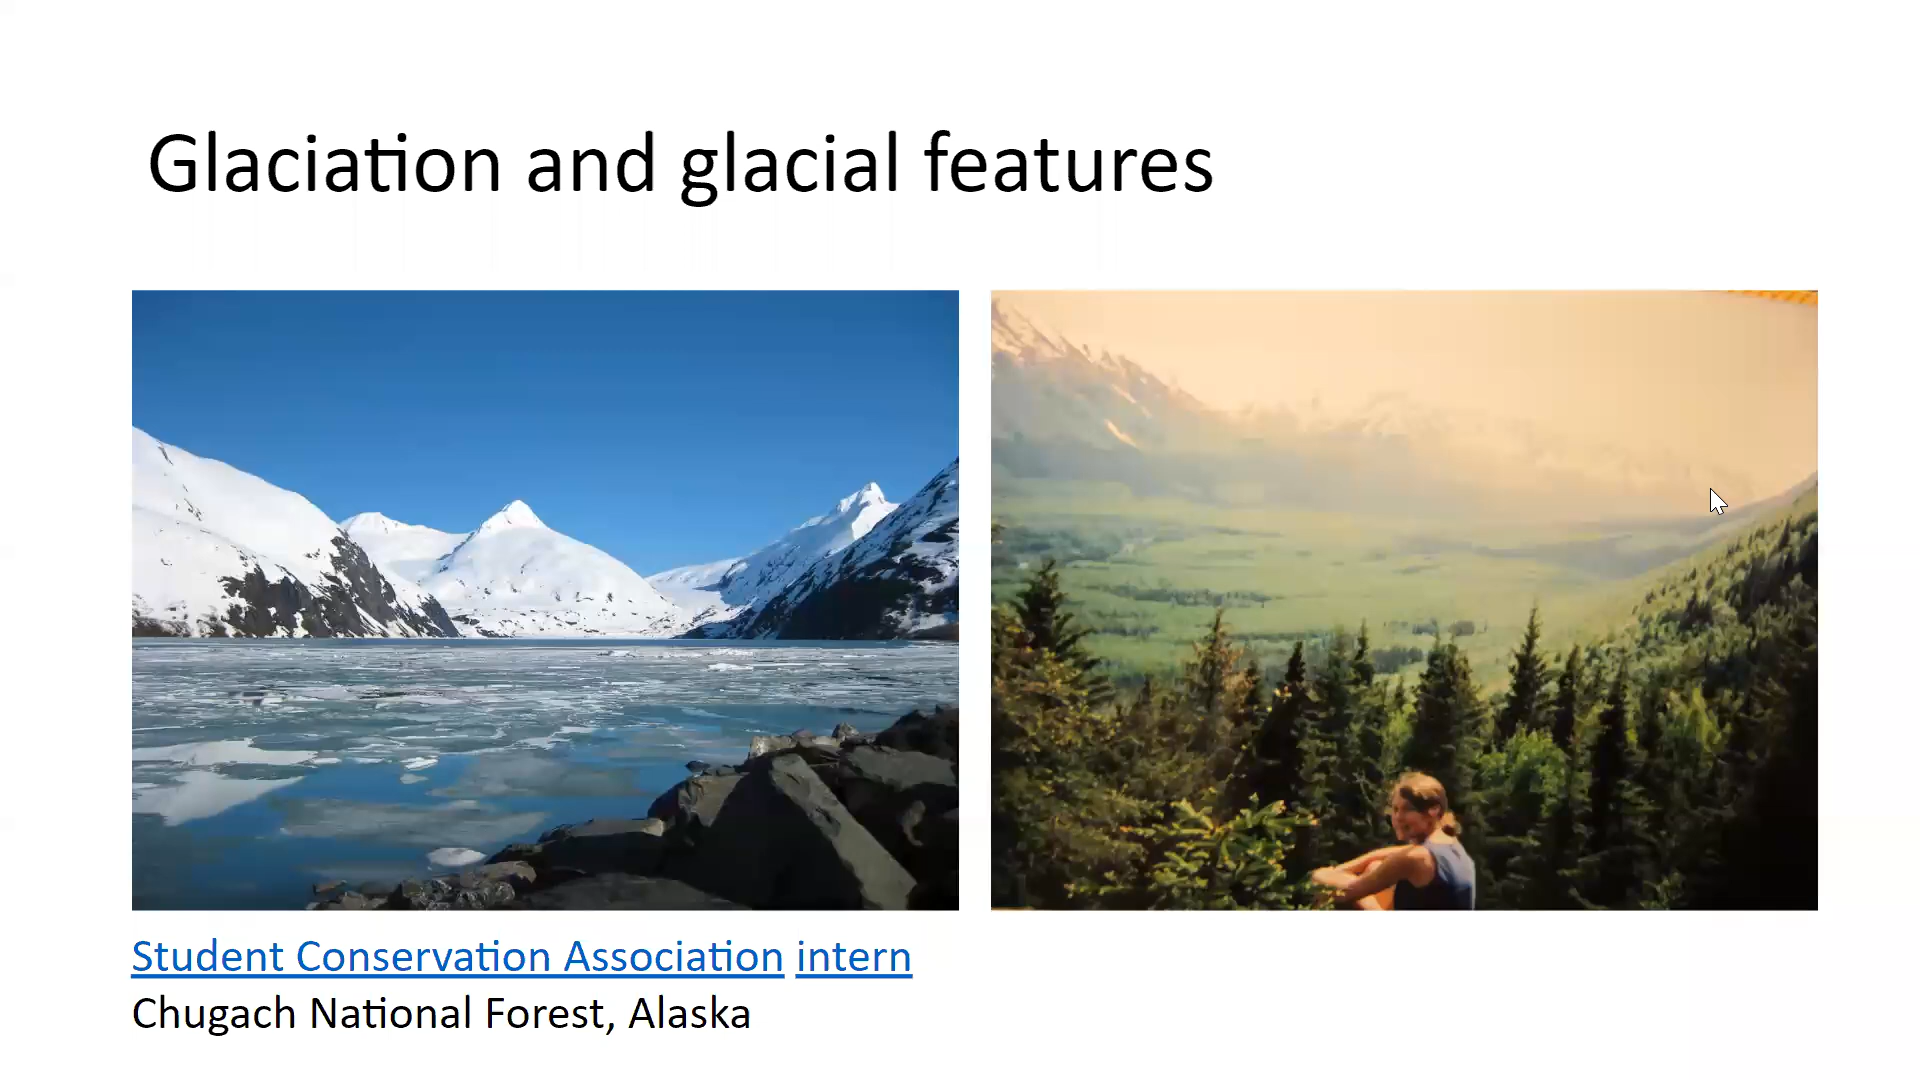 Glaciation and glacial features
Student Conservation Association intern
Chugach National Forest, Alaska